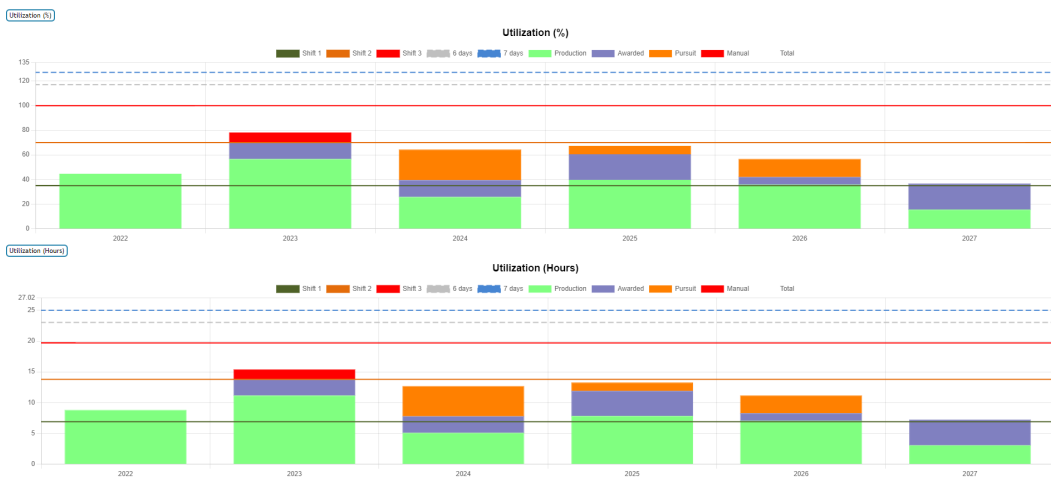 Utilization (%)
Utilization (%)
Shift 1 Shift 2 Shift 3 6 days 7 days Production Awarded Pursuit Manual Total
135
120
100
80
60
40
20
0
2022 2023 2024 2025 2026 2027
Utilization (Hours)
Utilization (Hours)
Shift 1 Shift 2 Shift 3 6 days 7 days Production Awarded Pursuit Manual Total
27.02
25
20
15
10
5
0
2022 2023 2024 2025 2026 2027